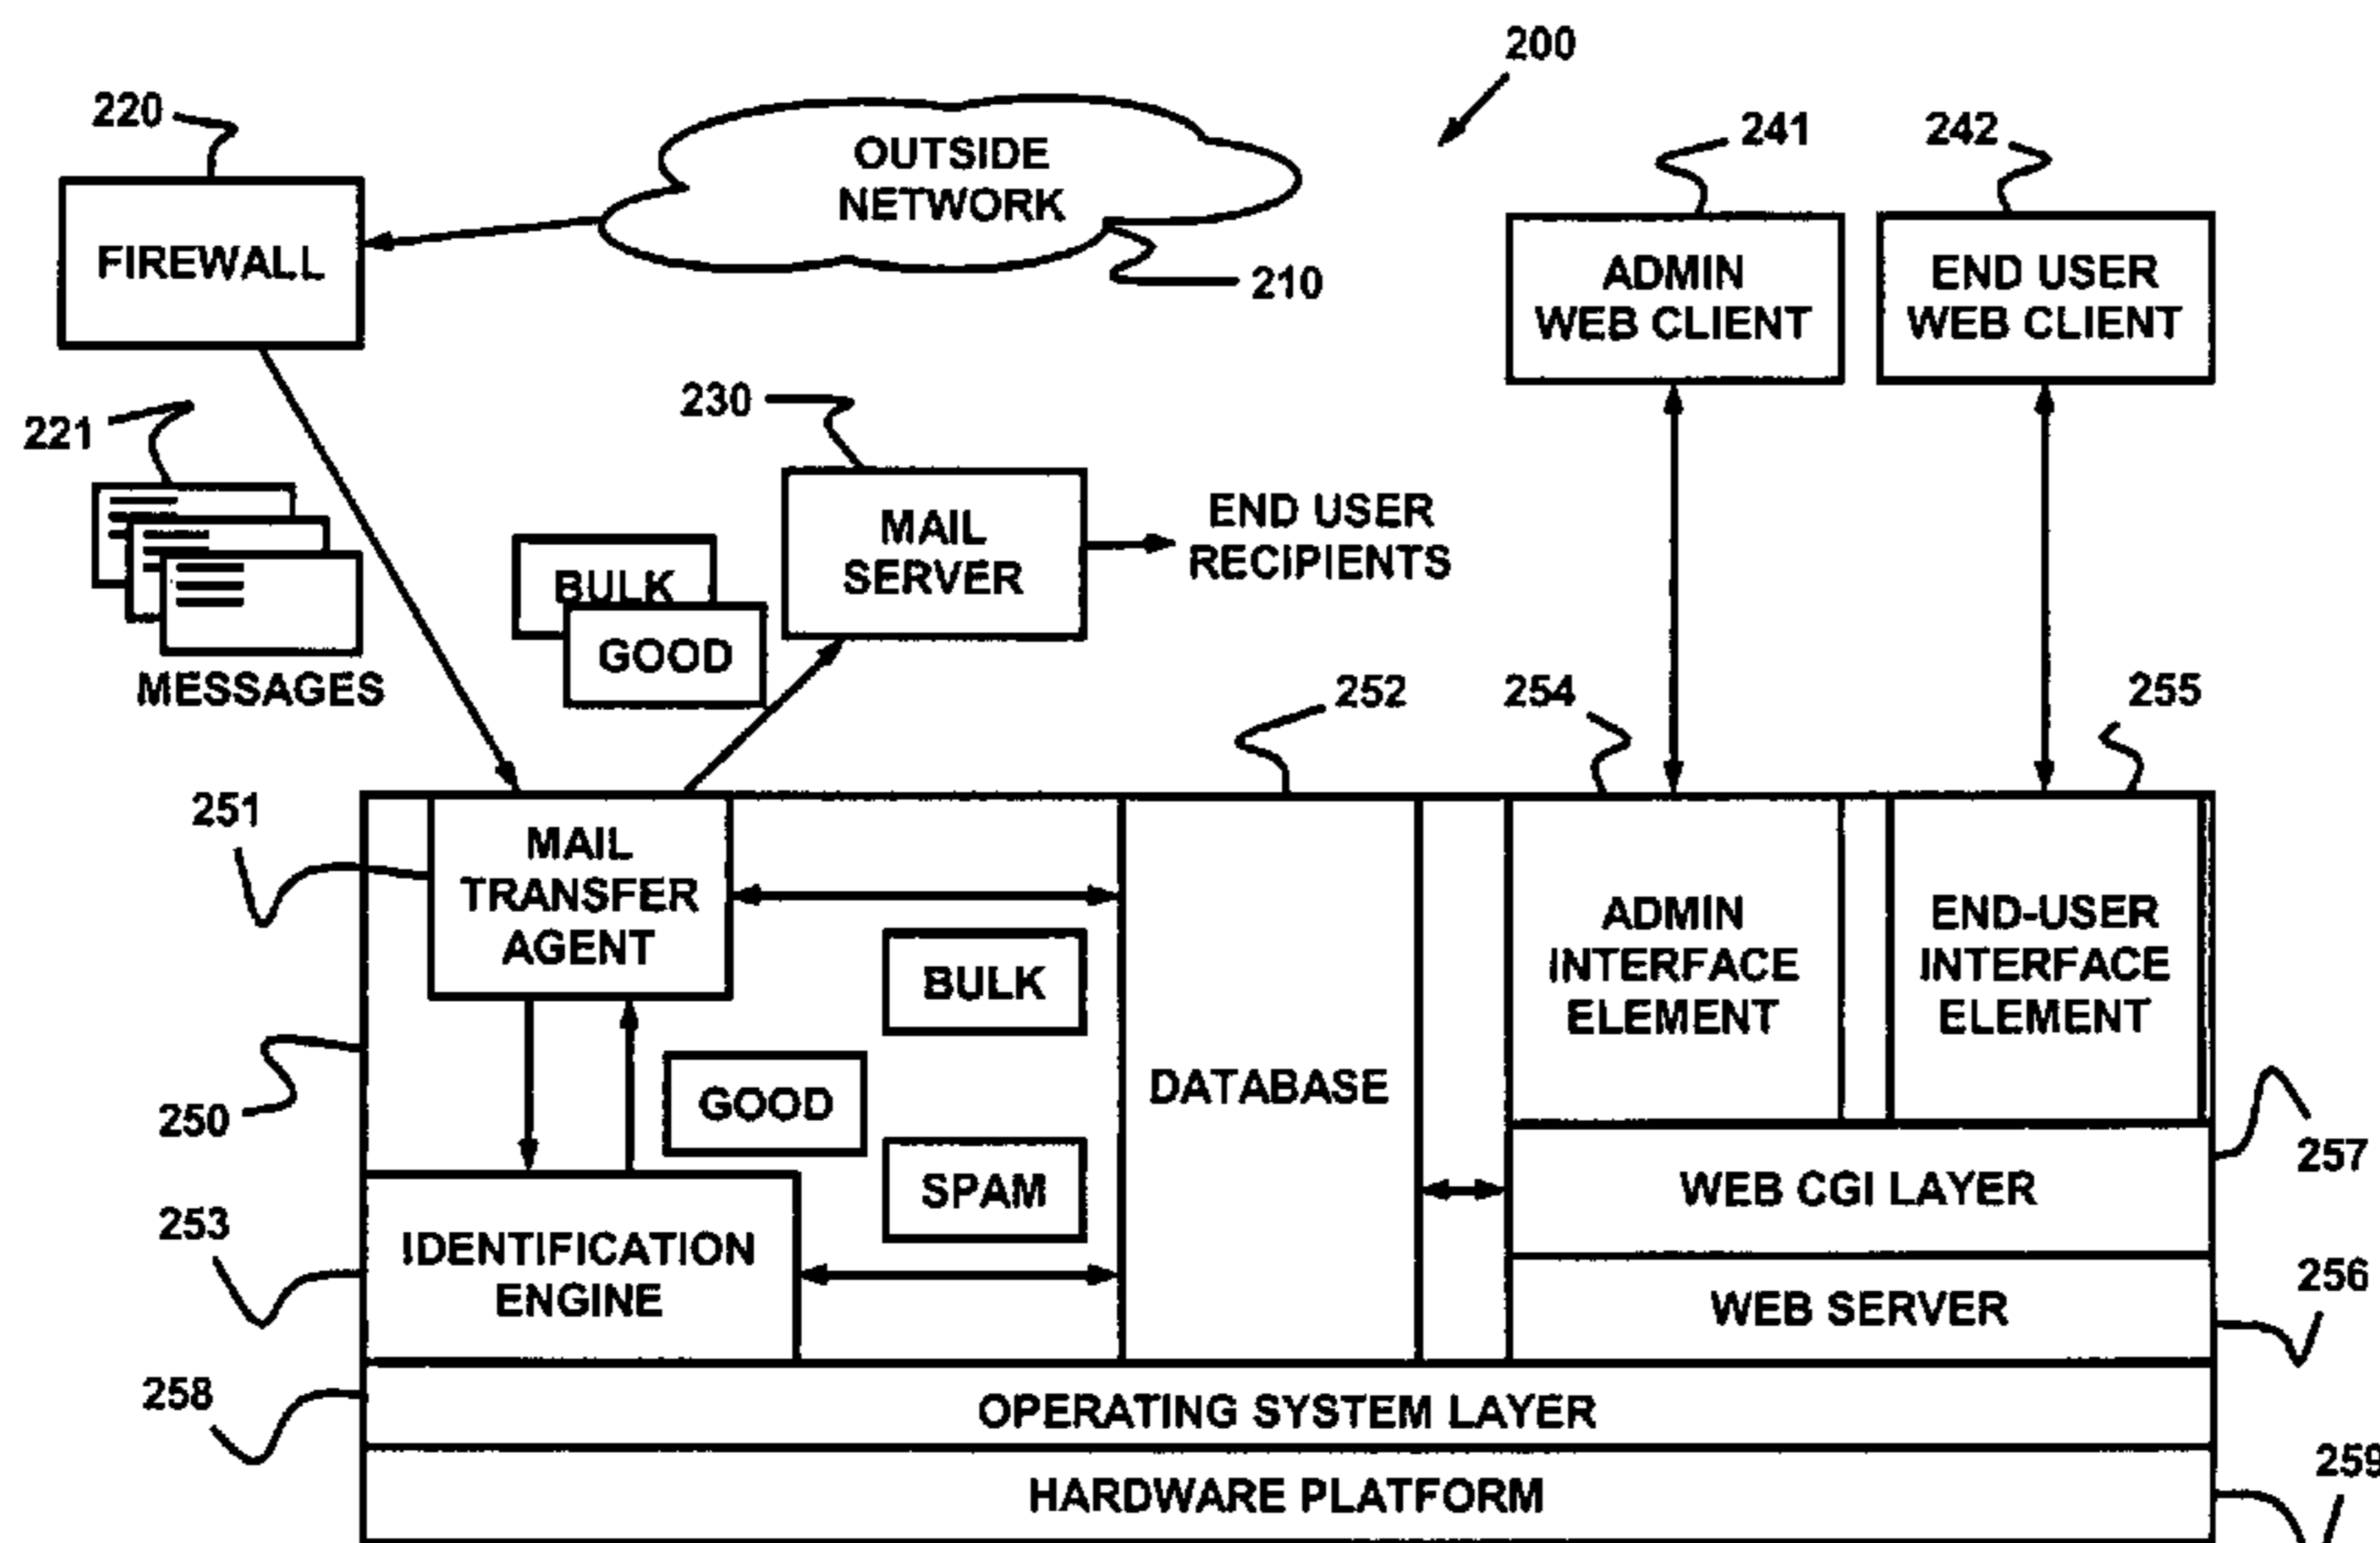 200
220
OUTSIDE
NETWORK
241
242
FIREWALL
210
ADMIN
WEB CLIENT
END USER
WEB CLIENT
221
230
MAIL
SERVER
END USER
RECIPIENTS
BULK
GOOD
MESSAGES
252
254
255
251
MAIL
TRANSFER
AGENT
ADMIN
INTERFACE
ELEMENT
END-USER
INTERFACE
ELEMENT
BULK
250
GOOD
DATABASE
257
SPAM
WEB CGI LAYER
253
IDENTIFICATION
ENGINE
256
WEB SERVER
258
OPERATING SYSTEM LAYER
259
HARDWARE PLATFORM